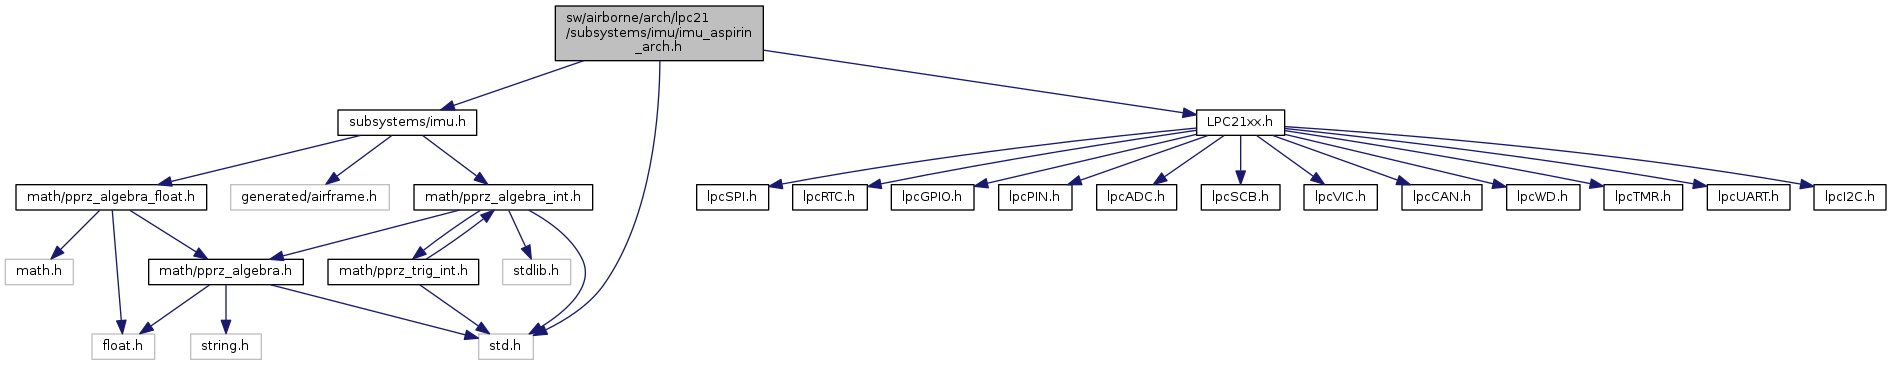 sw/airborne/arch/lpc21
/subsystems/imu/imu_aspirin
_arch.h
subsystems/imu.h
LPC21xx.h
math/pprz_algebra_float.h
generated/airframe.h
math/pprz_algebra_int.h
lpcSPI.h
lpcRTC.h
lpcGPIO.h
lpcPIN.h
lpcADC.h
lpcSCB.h
lpcVIC.h
lpcCAN.h
lpcWD.h
lpcTMR.h
lpcUART.h
lpcI2C.h
math.h
math/pprz_algebra.h
math/pprz_trig_int.h
stdlib.h
float.h
string.h
std.h